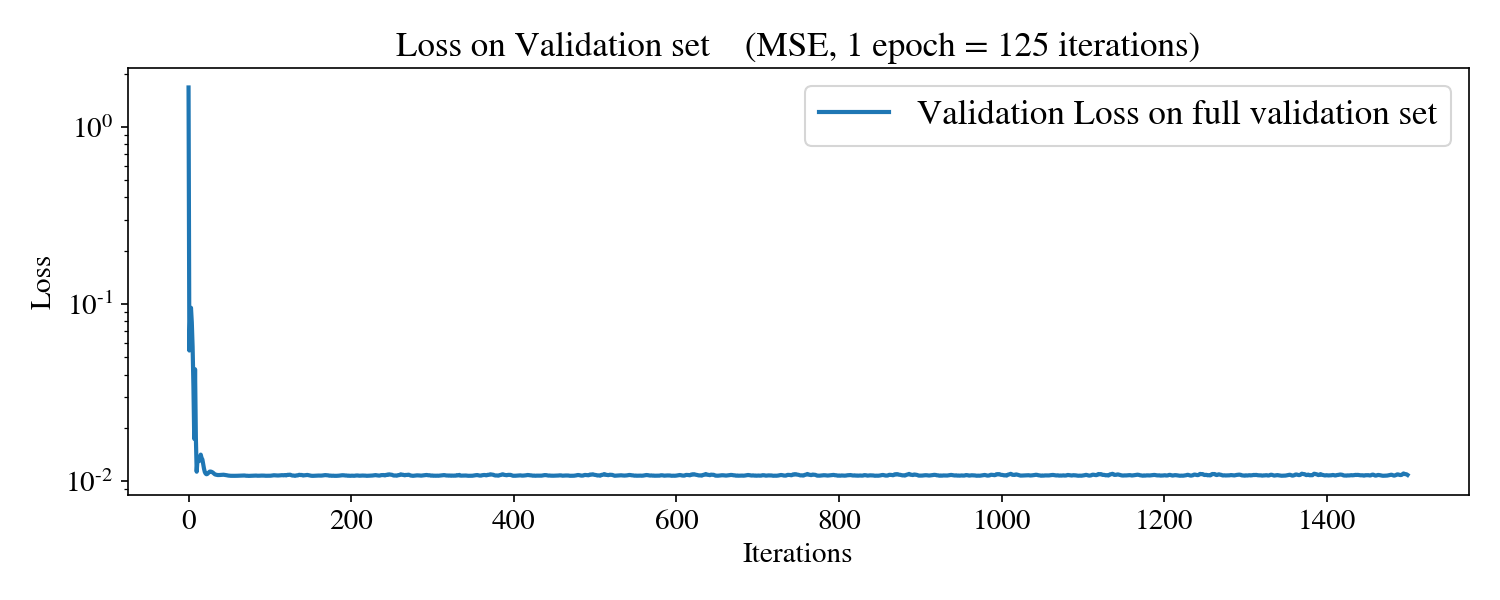 Loss on Validation set (MSE, 1 epoch = 125 iterations)
Validation Loss on full validation set
Loss
10^0
10^-1
10^-2
0 200 400 600 800 1000 1200 1400
Iterations